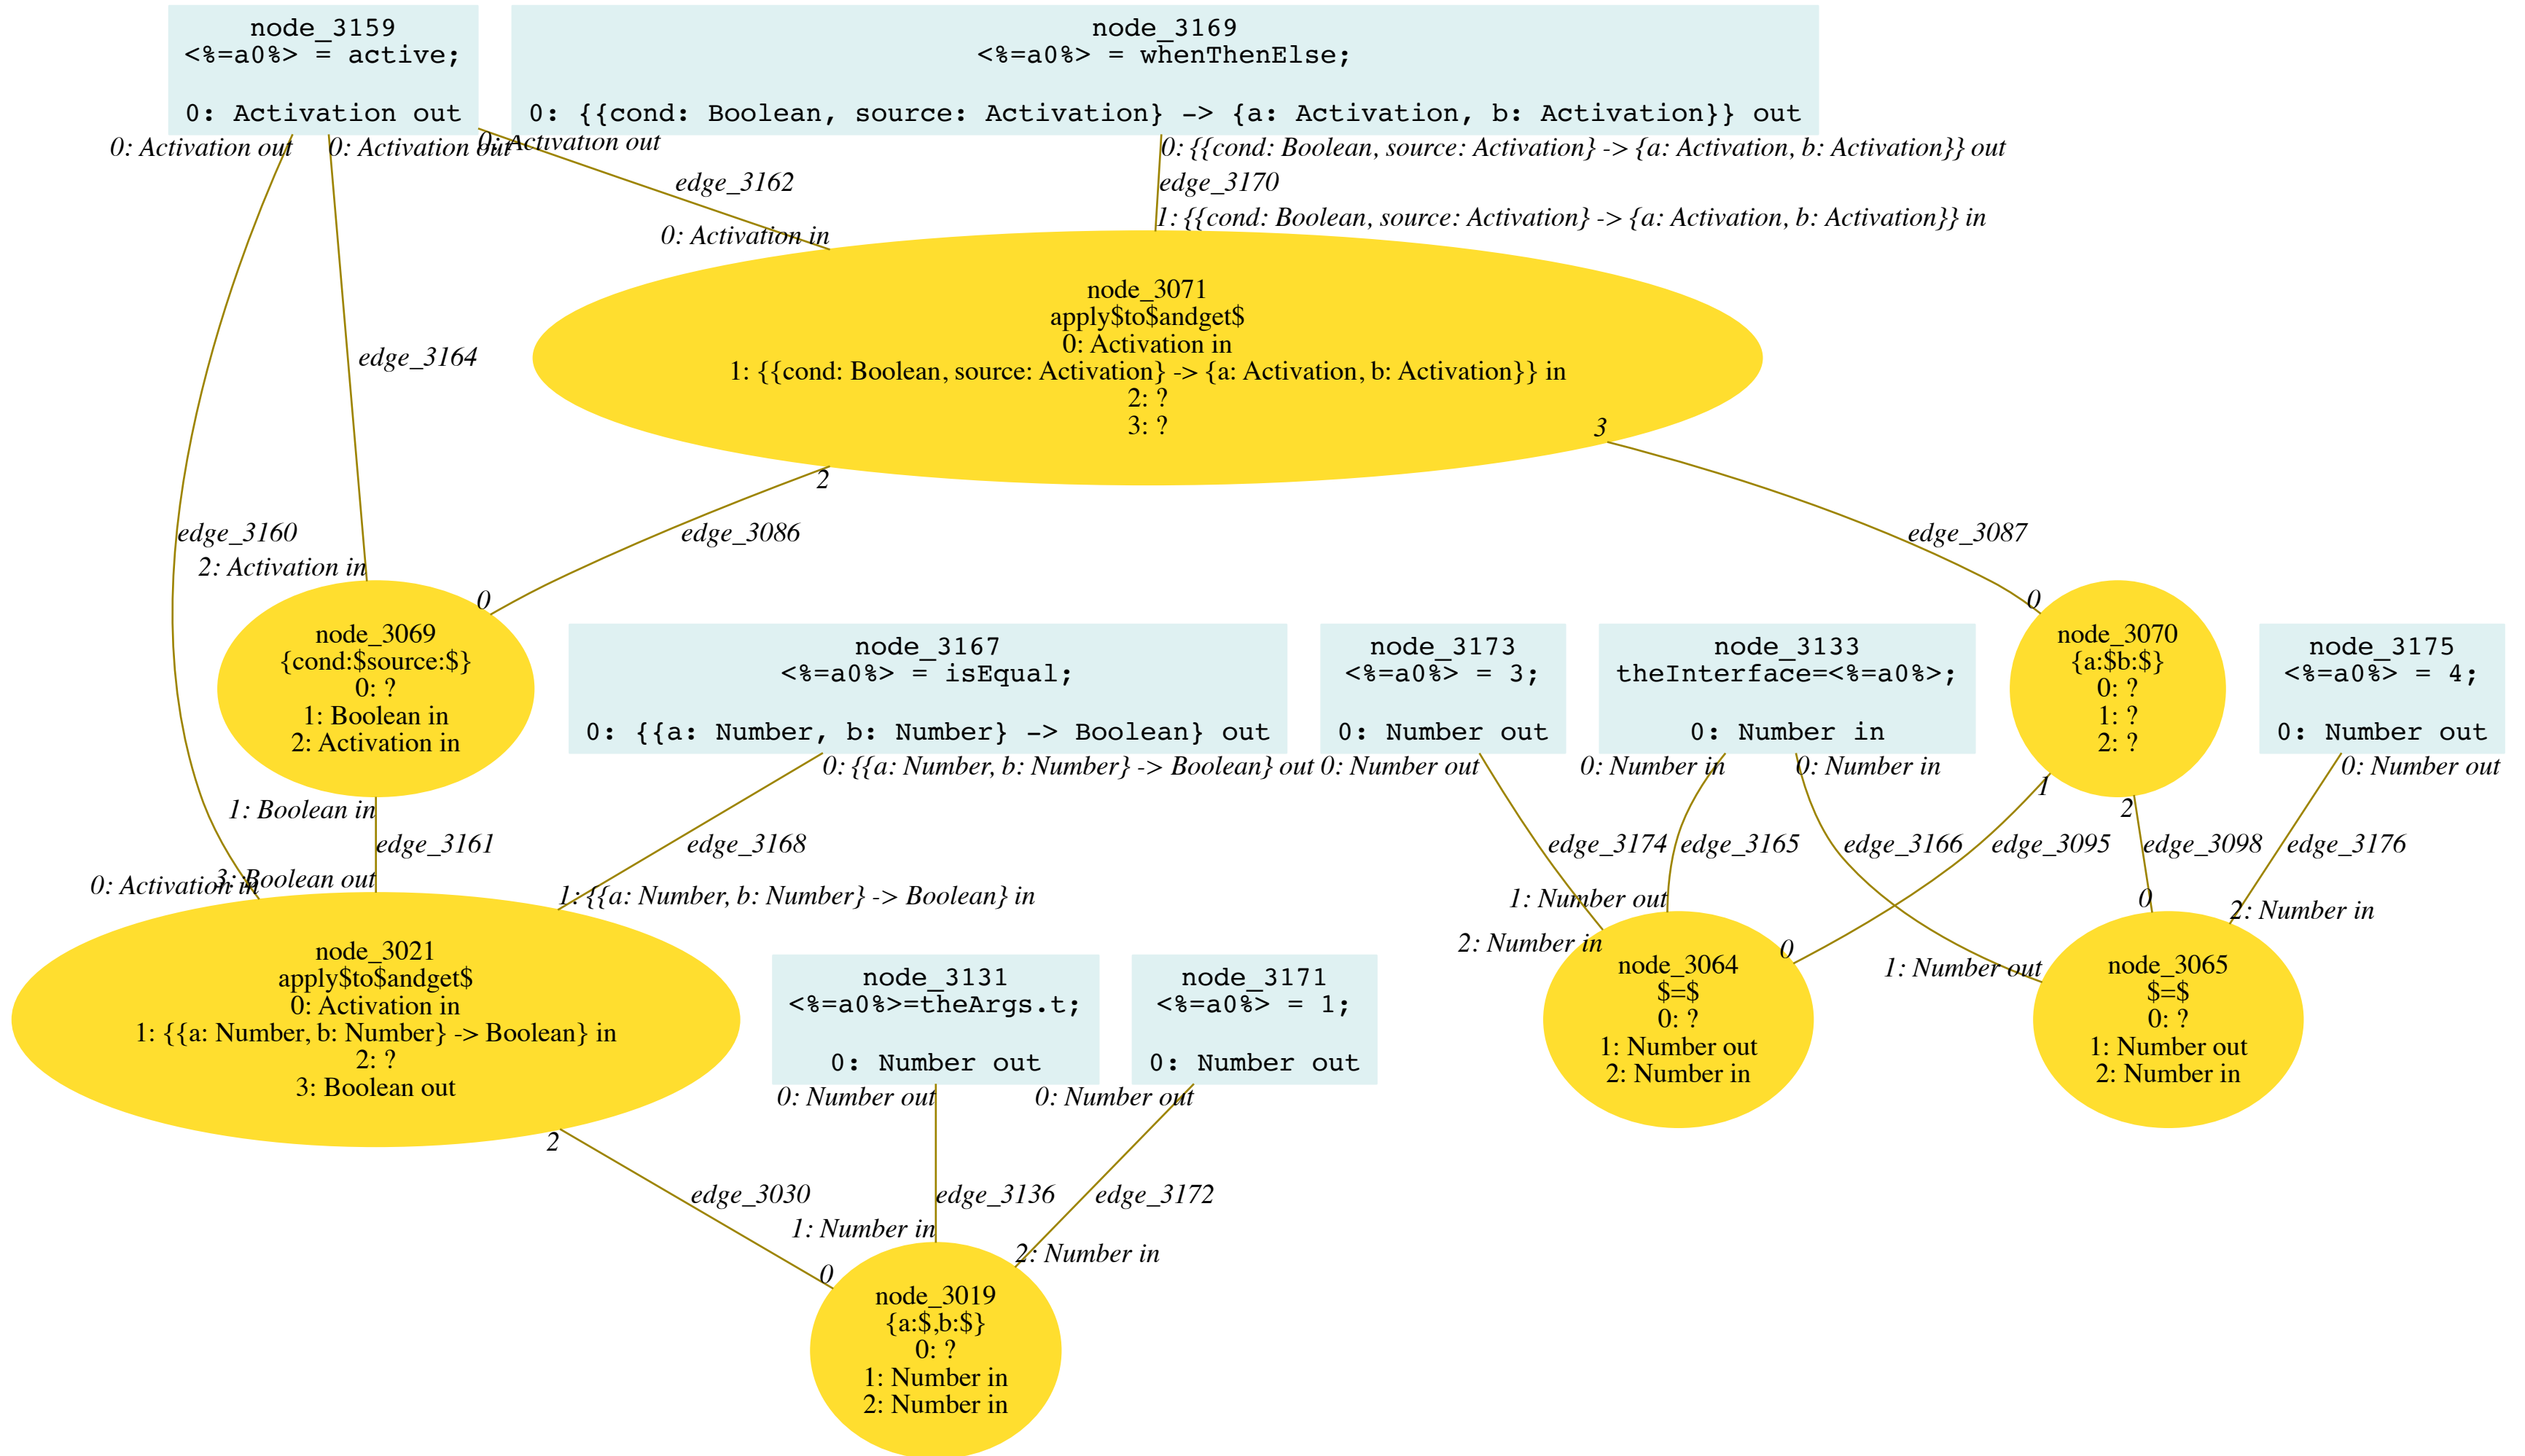 node_3159
<%=a0%> = active;
0: Activation out
node_3169
<%=a0%> = whenThenElse;
0: {{cond: Boolean, source: Activation} -> {a: Activation, b: Activation}} out
0: Activation out
0: Activation out
0: Activation out
0: {{cond: Boolean, source: Activation} -> {a: Activation, b: Activation}} out
edge_3162
edge_3170
0: Activation in
1: {{cond: Boolean, source: Activation} -> {a: Activation, b: Activation}} in
node_3071
apply$to$andget$
0: Activation in
1: {{cond: Boolean, source: Activation} -> {a: Activation, b: Activation}} in
2: ?
3: ?
edge_3164
3
2
edge_3160
edge_3086
edge_3087
2: Activation in
0
0
node_3069
{cond:$source:$}
0: ?
1: Boolean in
2: Activation in
node_3167
<%=a0%> = isEqual;
0: {{a: Number, b: Number} -> Boolean} out
node_3173
<%=a0%> = 3;
0: Number out
node_3133
theInterface=<%=a0%>;
0: Number in
node_3070
{a:$b:$}
0: ?
1: ?
2: ?
node_3175
<%=a0%> = 4;
0: Number out
0: {{a: Number, b: Number} -> Boolean} out
0: Number out
0: Number in
0: Number in
1
2
0: Number out
1: Boolean in
edge_3161
edge_3168
edge_3174
edge_3165
edge_3166
edge_3095
edge_3098
edge_3176
0: Activation in
3: Boolean out
1: {{a: Number, b: Number} -> Boolean} in
1: Number out
2: Number in
0
1: Number out
0
2: Number in
node_3021
apply$to$andget$
0: Activation in
1: {{a: Number, b: Number} -> Boolean} in
2: ?
3: Boolean out
node_3131
<%=a0%>=theArgs.t;
0: Number out
node_3171
<%=a0%> = 1;
0: Number out
node_3064
$=$
0: ?
1: Number out
2: Number in
node_3065
$=$
0: ?
1: Number out
2: Number in
0: Number out
0: Number out
2
edge_3030
edge_3136
edge_3172
1: Number in
2: Number in
0
node_3019
{a:$,b:$}
0: ?
1: Number in
2: Number in